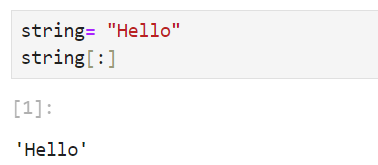 string= "Hello"
string[:]
[1]:
'Hello'